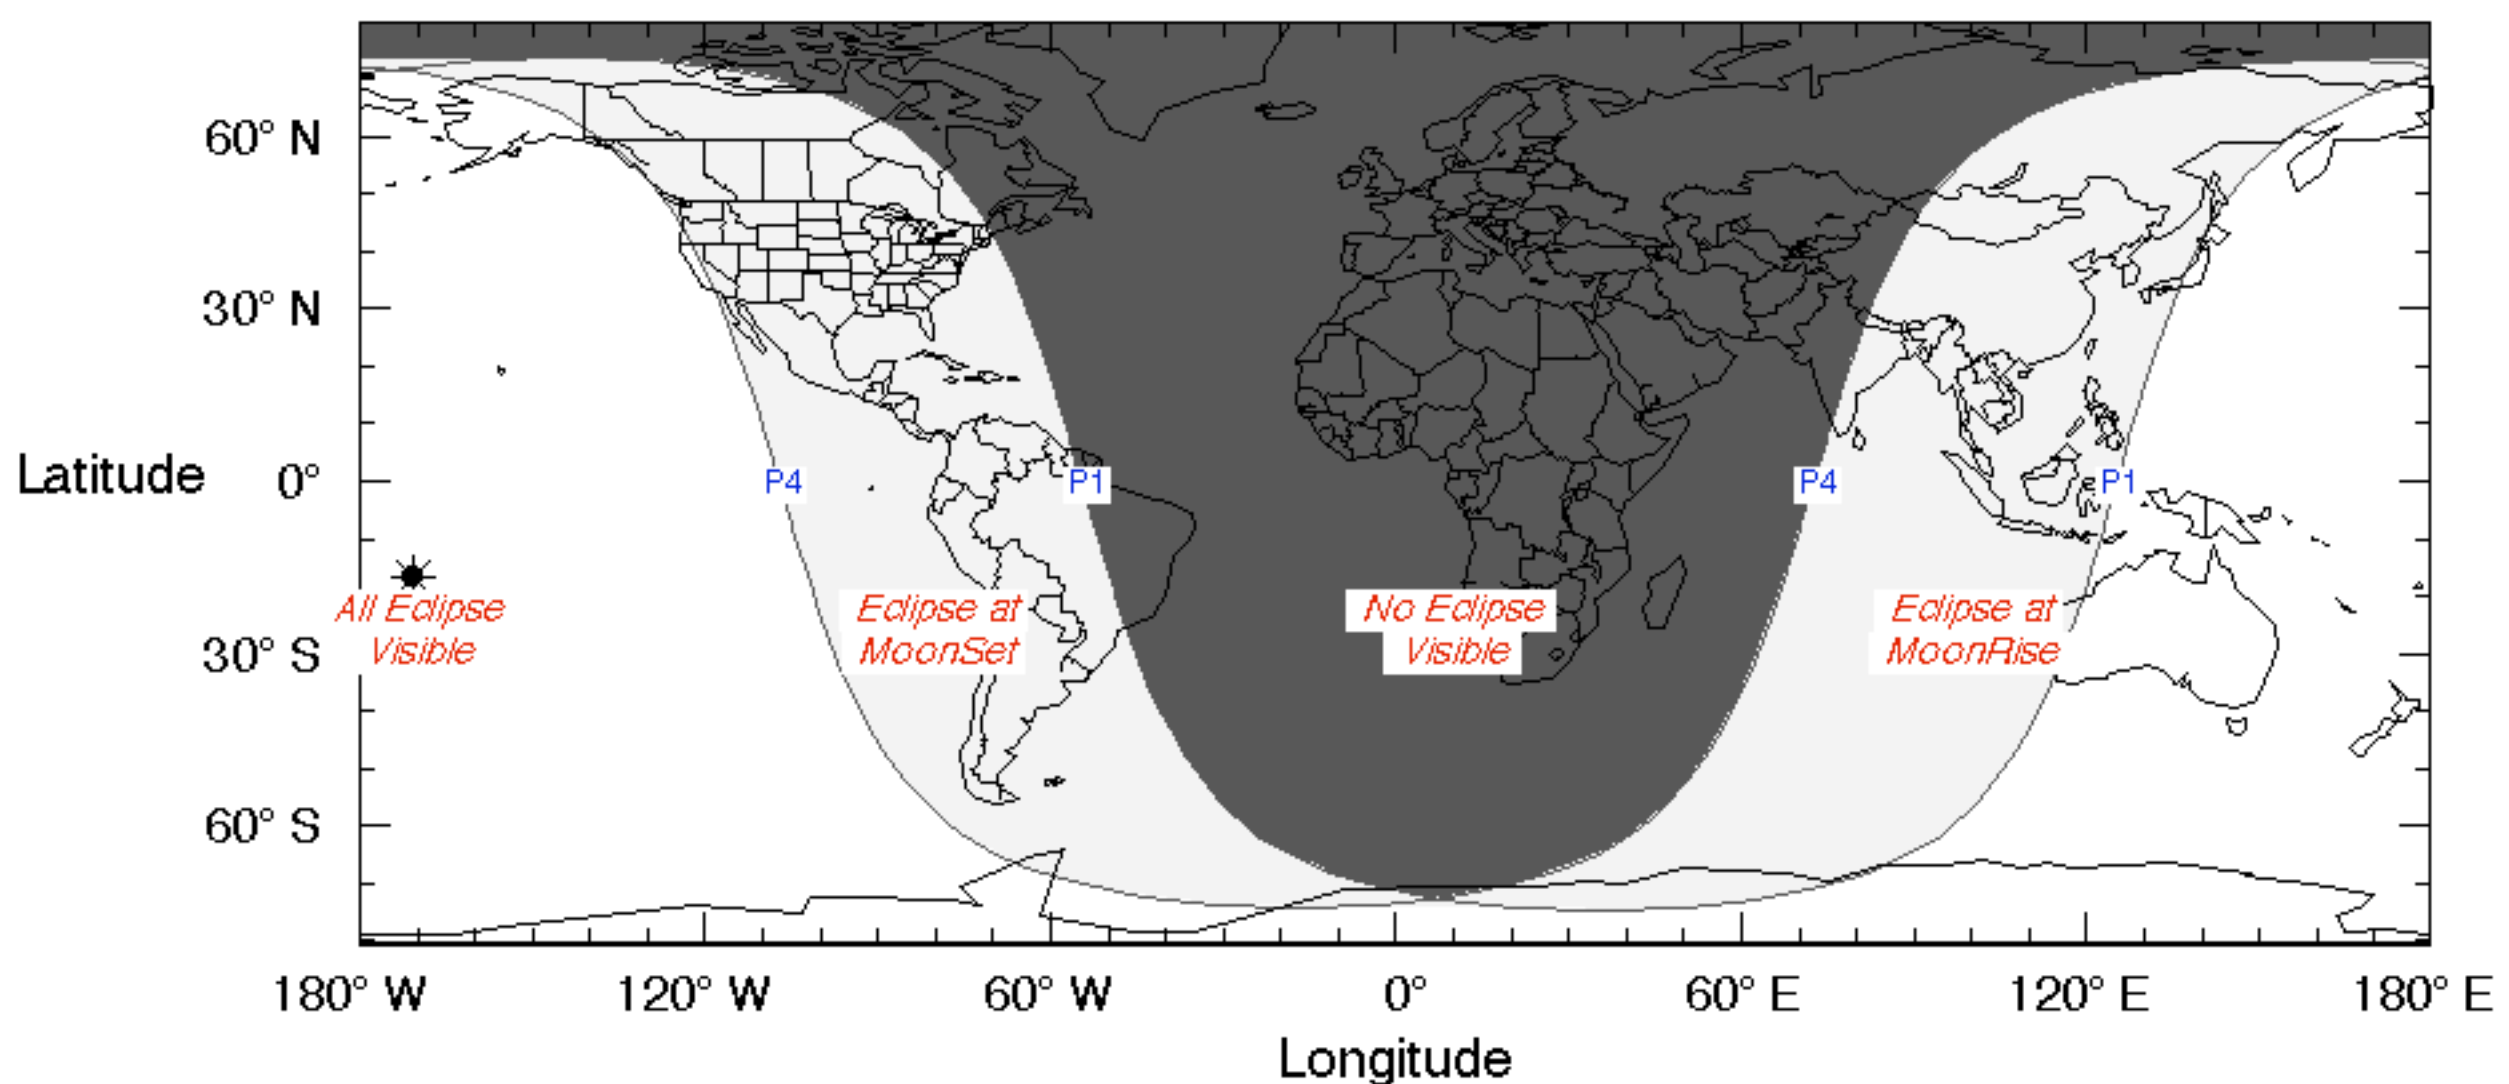 60° N
30° N
Latitude 0°
30° S
60° S
P4 P1 P4 P1
All Eclipse
Visible
Eclipse at
MoonSet
No Eclipse
Visible
Eclipse at
MoonRise
180° W 120° W 60° W 0° 60° E 120° E 180° E
Longitude